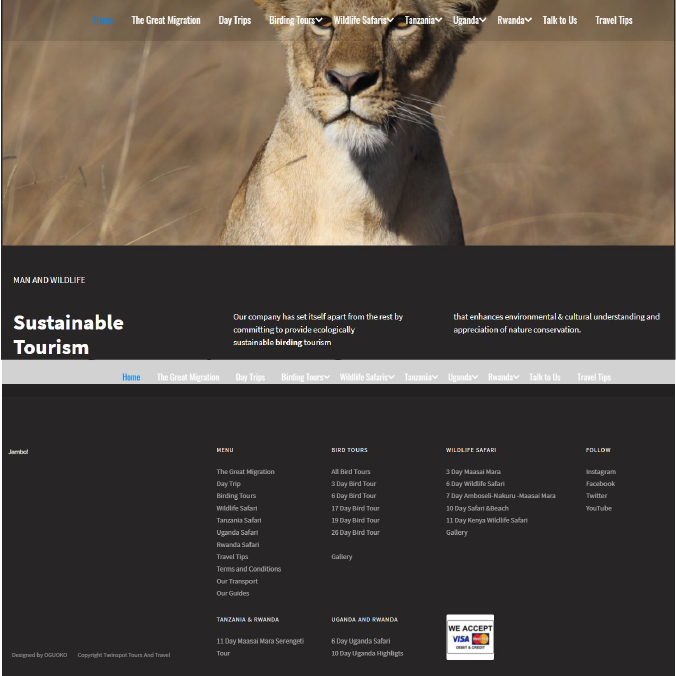 Home The Great Migration Day Trips Birding Tours Wildlife Safaris Tanzania Uganda Rwanda Talk to Us Travel Tips
MAN AND WILDLIFE
Sustainable
Tourism
Our company has set itself apart from the rest by
committing to provide ecologically
sustainable birding tourism
that enhances environmental & cultural understanding and
appreciation of nature conservation.
Home The Great Migration Day Trips Birding Tours Wildlife Safaris Tanzania Uganda Rwanda Talk to Us Travel Tips
Jambo!
MENU
The Great Migration
Day Trip
Birding Tours
Wildlife Safari
Tanzania Safari
Uganda Safari
Rwanda Safari
Travel Tips
Terms and Conditions
Our Transport
Our Guides
BIRD TOURS
All Bird Tours
3 Day Bird Tour
6 Day Bird Tour
17 Day Bird Tour
19 Day Bird Tour
26 Day Bird Tour
Gallery
WILDLIFE SAFARI
3 Day Maasai Mara
6 Day Wildlife Safari
7 Day Amboseli-Nakuru -Maasai Mara
10 Day Safari &Beach
11 Day Kenya Wildlife Safari
Gallery
FOLLOW
Instagram
Facebook
Twitter
YouTube
TANZANIA & RWANDA
11 Day Maasai Mara Serengeti
Tour
UGANDA AND RWANDA
6 Day Uganda Safari
10 Day Uganda Highligts
WE ACCEPT
VISA MasterCard
DEBIT & CREDIT
Designed by OGUOKO Copyright Twinspot Tours And Travel